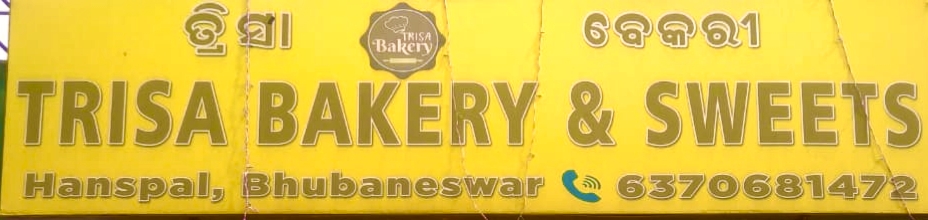 ତ୍ରିସା ବେକରୀ
TRISA Bakery
TRISA BAKERY & SWEETS
Hanspal, Bhubaneswar 6370681472